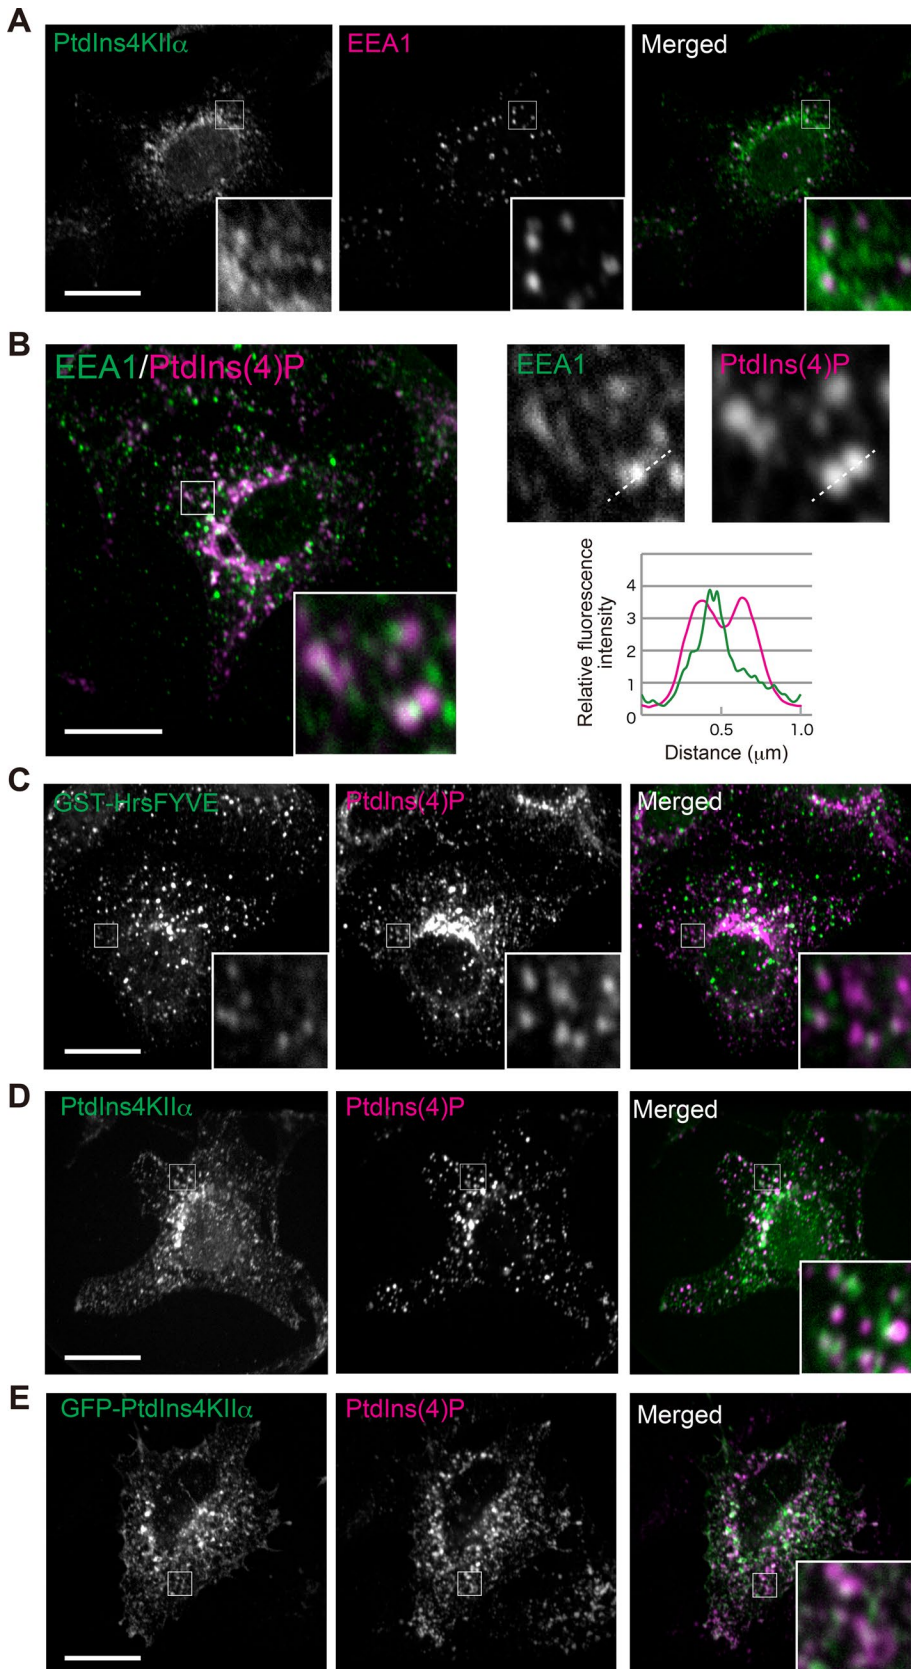 A
PtdIns4KIIα
EEA1
Merged
B
EEA1/PtdIns(4)P
EEA1
PtdIns(4)P
Relative fluorescence
intensity
4
3
2
1
0
0.5
1.0
Distance (μm)
C
GST-HrsFYVE
PtdIns(4)P
Merged
D
PtdIns4KIIα
PtdIns(4)P
Merged
E
GFP-PtdIns4KIIα
PtdIns(4)P
Merged